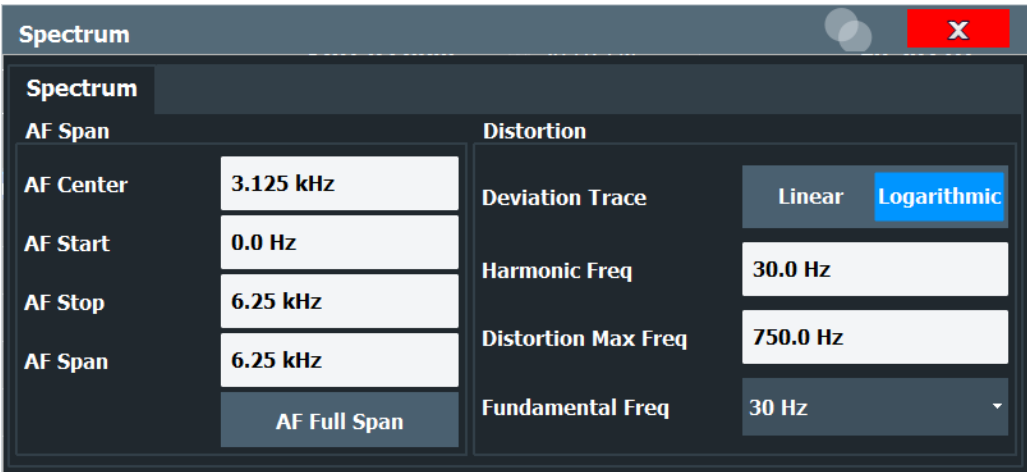 Spectrum
X
Spectrum
AF Span
AF Center 3.125 kHz
AF Start 0.0 Hz
AF Stop 6.25 kHz
AF Span 6.25 kHz
AF Full Span
Distortion
Deviation Trace Linear Logarithmic
Harmonic Freq 30.0 Hz
Distortion Max Freq 750.0 Hz
Fundamental Freq 30 Hz